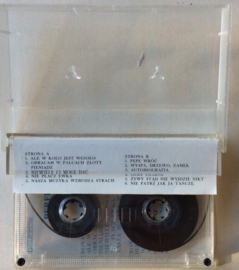 STRONA A
1. ALE W KOŁO JEST WESOŁO
2. OBRACAM W PALCACH ZŁOTY
PIENIĄDZ
3. NIEWIELE CI MOGĘ DAĆ
4. NIE PŁACZ EWKA
5. NASZA MUZYKA WZBUDZA STRACH
STRONA B
1. PEPE WRÓĆ
2. WYSPA, DRZEWO, ZAMEK
3. AUTOBIOGRAFIA
5. ŻYWY STĄD NIE WYJDZIE NIKT
6. NIE PATRZ JAK JA TAŃCZĘ